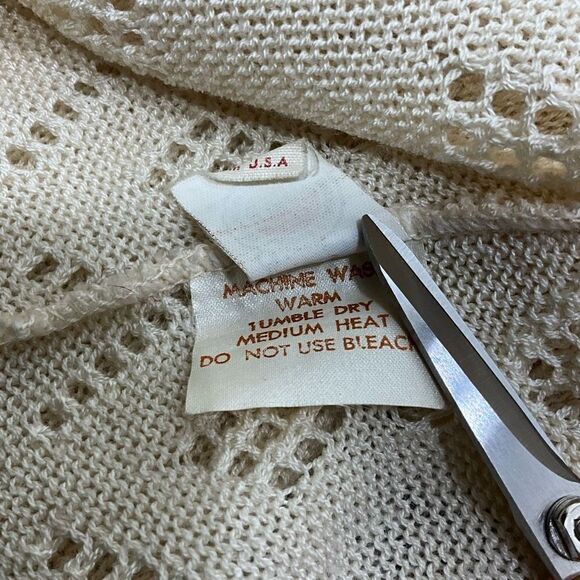 U.S.A
MACHINE WAS
WARM
TUMBLE DRY
MEDIUM HEAT
DO NOT USE BLEAC